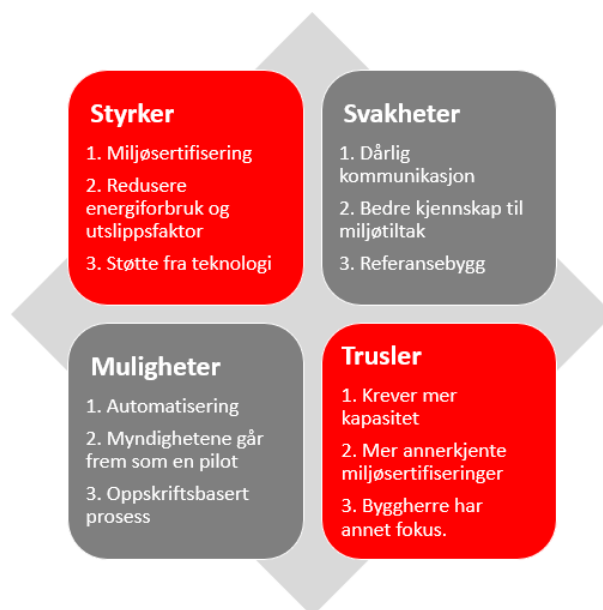 Styrker
1. Miljøsertifisering
2. Redusere
energiforbruk og
utslippsfaktor
3. Støtte fra teknologi
Svakheter
1. Dårlig
kommunikasjon
2. Bedre kjennskap til
miljøtiltak
3. Referansebygg
Muligheter
1. Automatisering
2. Myndighetene går
frem som en pilot
3. Oppskriftsbasert
prosess
Trusler
1. Krever mer
kapasitet
2. Mer annerkjente
miljøsertifiseringer
3. Byggherre har
annet fokus.